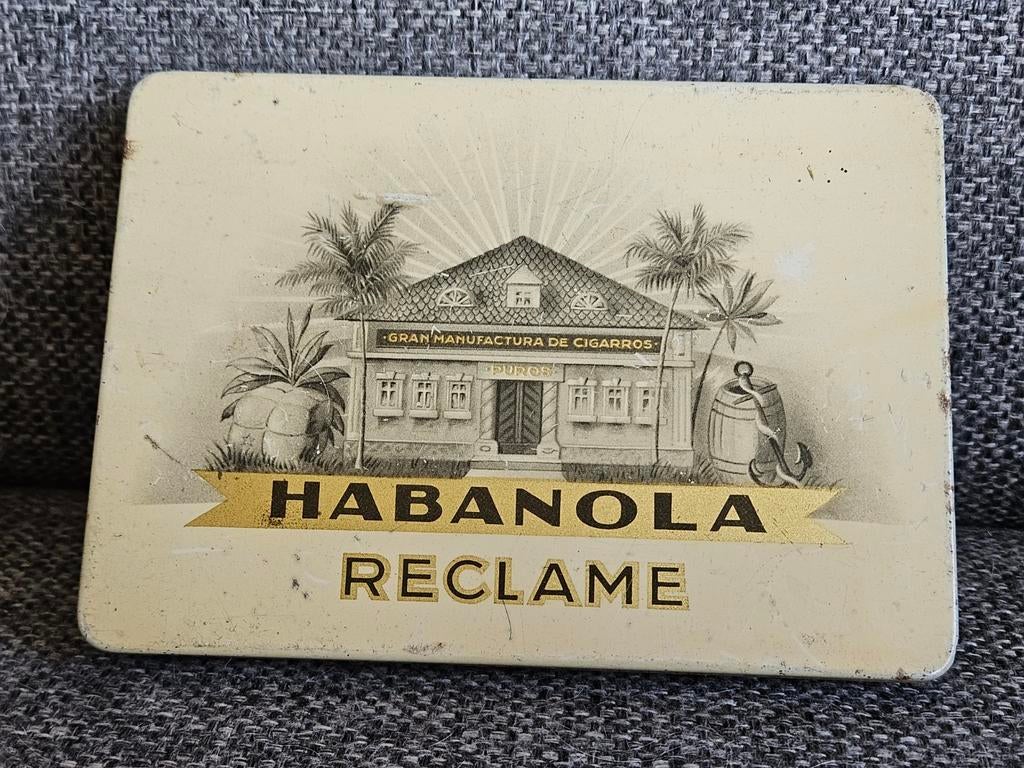 ·GRAN MANUFACTURA DE CIGARROS·
PUROS
HABANOLA
RECLAME